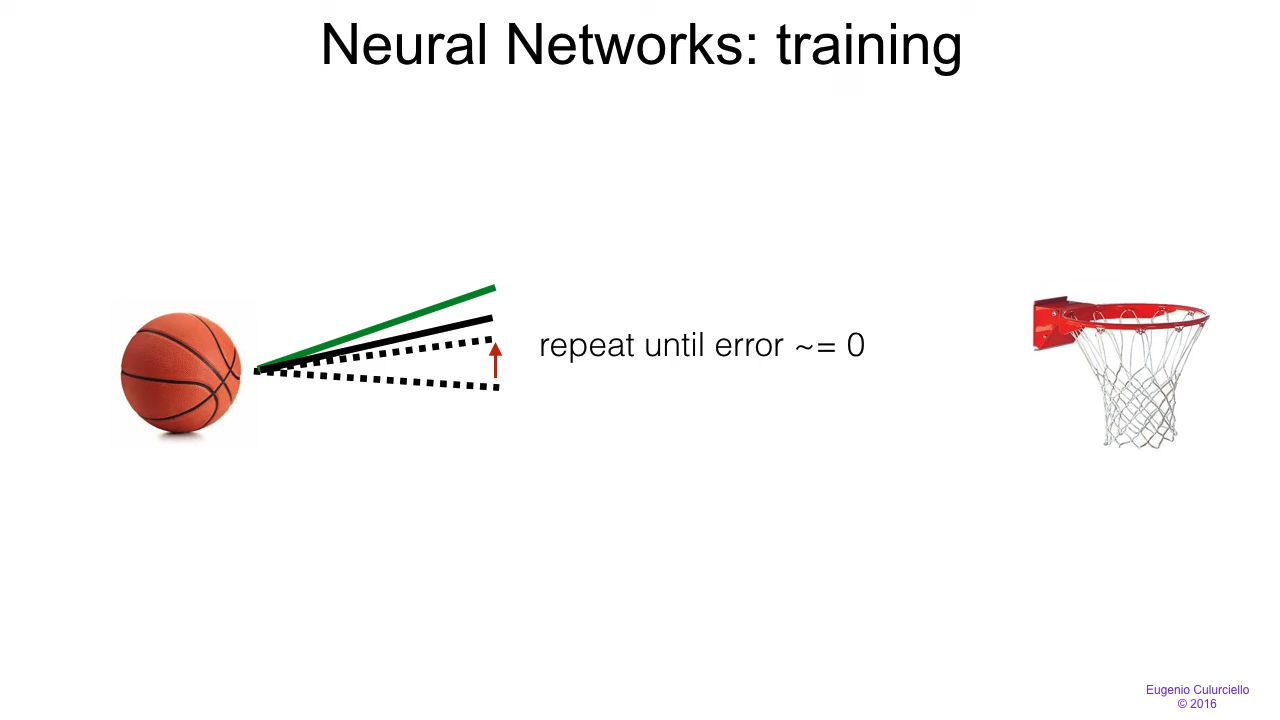 Neural Networks: training
repeat until error ~= 0
Eugenio Culurciello
© 2016